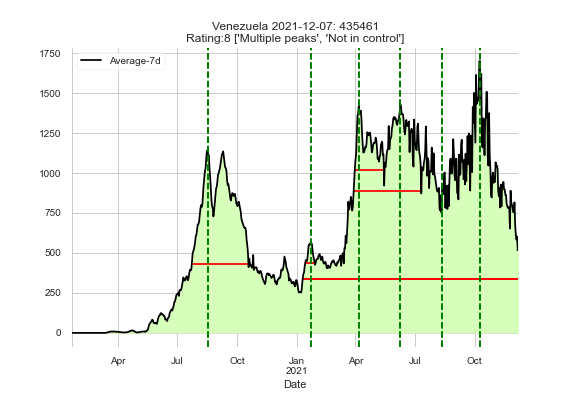 Venezuela 2021-12-07: 435461
Rating:8 ['Multiple peaks', 'Not in control']
Average-7d
1750
1500
1250
1000
750
500
250
0
Apr
Jul
Oct
Jan
2021
Apr
Jul
Oct
Date